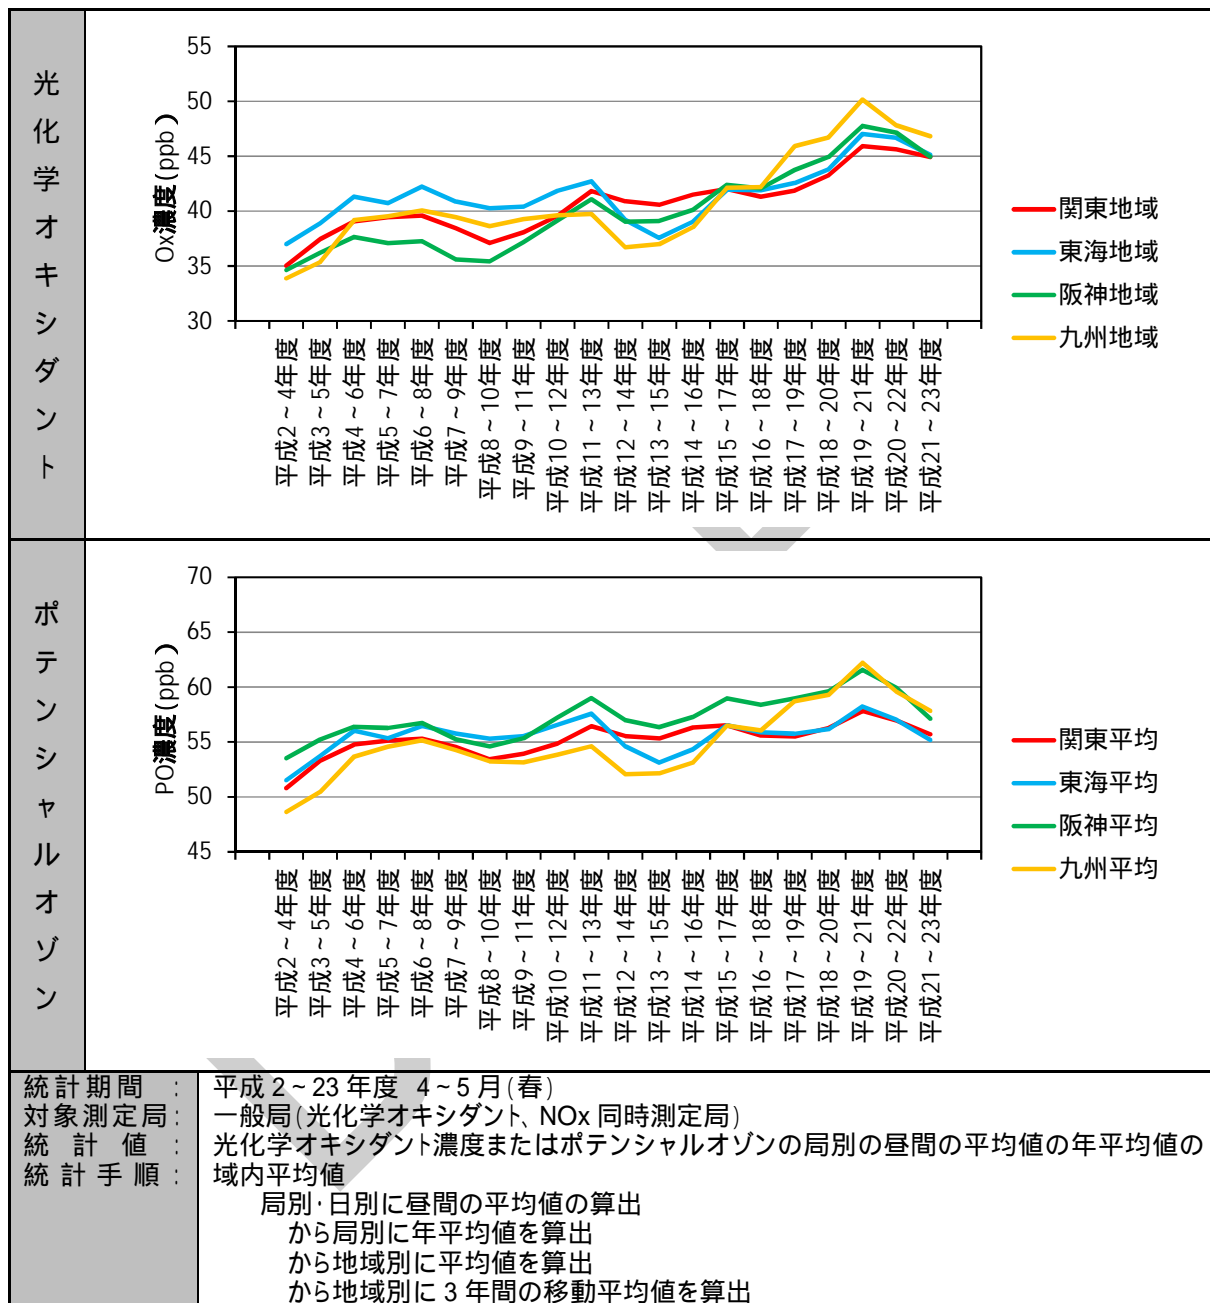 光化学オキシダント
55
50
45
40
35
30
Ox濃度(ppb)
平成2~4年度
平成3~5年度
平成4~6年度
平成5~7年度
平成6~8年度
平成7~9年度
平成8~10年度
平成9~11年度
平成10~12年度
平成11~13年度
平成12~14年度
平成13~15年度
平成14~16年度
平成15~17年度
平成16~18年度
平成17~19年度
平成18~20年度
平成19~21年度
平成20~22年度
平成21~23年度
関東地域
東海地域
阪神地域
九州地域
ポテンシャルオゾン
70
65
60
55
50
45
PO濃度(ppb)
平成2~4年度
平成3~5年度
平成4~6年度
平成5~7年度
平成6~8年度
平成7~9年度
平成8~10年度
平成9~11年度
平成10~12年度
平成11~13年度
平成12~14年度
平成13~15年度
平成14~16年度
平成15~17年度
平成16~18年度
平成17~19年度
平成18~20年度
平成19~21年度
平成20~22年度
平成21~23年度
関東平均
東海平均
阪神平均
九州平均
統計期間 : 平成2~23年度 4~5月(春)
対象測定局: 一般局(光化学オキシダント、NOx同時測定局)
統計値 : 光化学オキシダント濃度またはポテンシャルオゾンの局別の昼間の平均値の年平均値の
統計手順: 域内平均値
局別・日別に昼間の平均値の算出
から局別に年平均値を算出
から地域別に平均値を算出
から地域別に3年間の移動平均値を算出